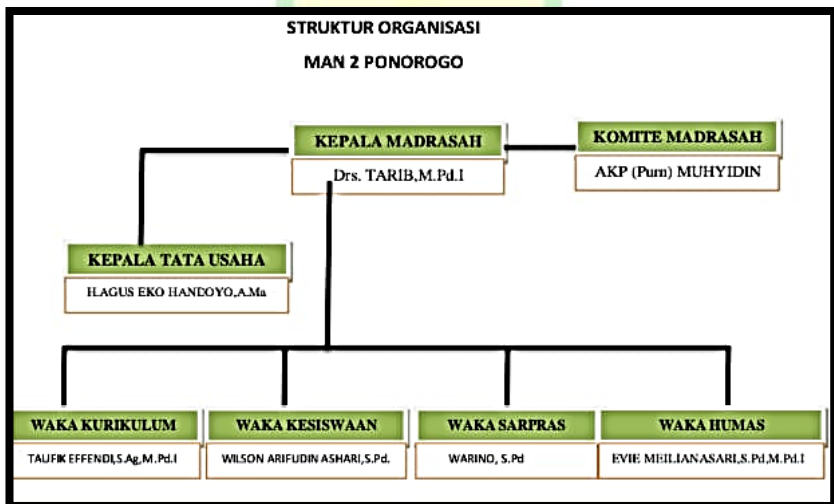 STRUKTUR ORGANISASI
MAN 2 PONOROGO
KEPALA MADRASAH
Drs. TARIB,M.Pd.I
KOMITE MADRASAH
AKP (Purn) MUHYIDIN
KEPALA TATA USAHA
H.AGUS EKO HANDOYO,A.Ma
WAKA KURIKULUM
TAUFIK EFFENDI,S.Ag,M.Pd.I
WAKA KESISWAAN
WILSON ARIFUDIN ASHARI,S.Pd.
WAKA SARPRAS
WARINO, S.Pd
WAKA HUMAS
EVIE MEILIANASARI,S.Pd,M.Pd.I